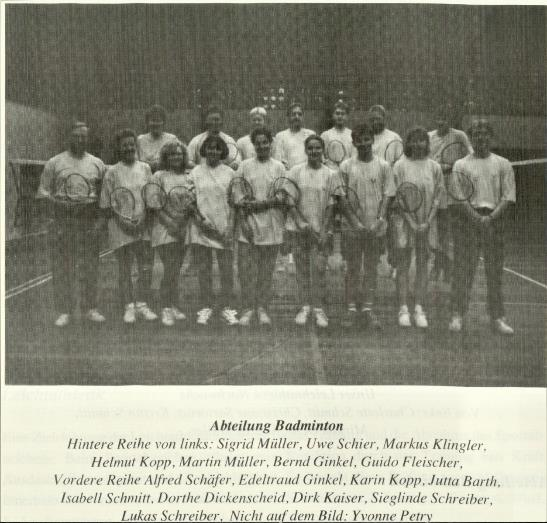 Abteilung Badminton
Hintere Reihe von links: Sigrid Müller, Uwe Schier, Markus Klingler,
Helmut Kopp, Martin Müller, Bernd Ginkel, Guido Fleischer,
Vordere Reihe Alfred Schäfer, Edeltraud Ginkel, Karin Kopp, Jutta Barth,
Isabell Schmitt, Dorthe Dickenscheid, Dirk Kaiser, Sieglinde Schreiber,
Lukas Schreiber, Nicht auf dem Bild: Yvonne Petry